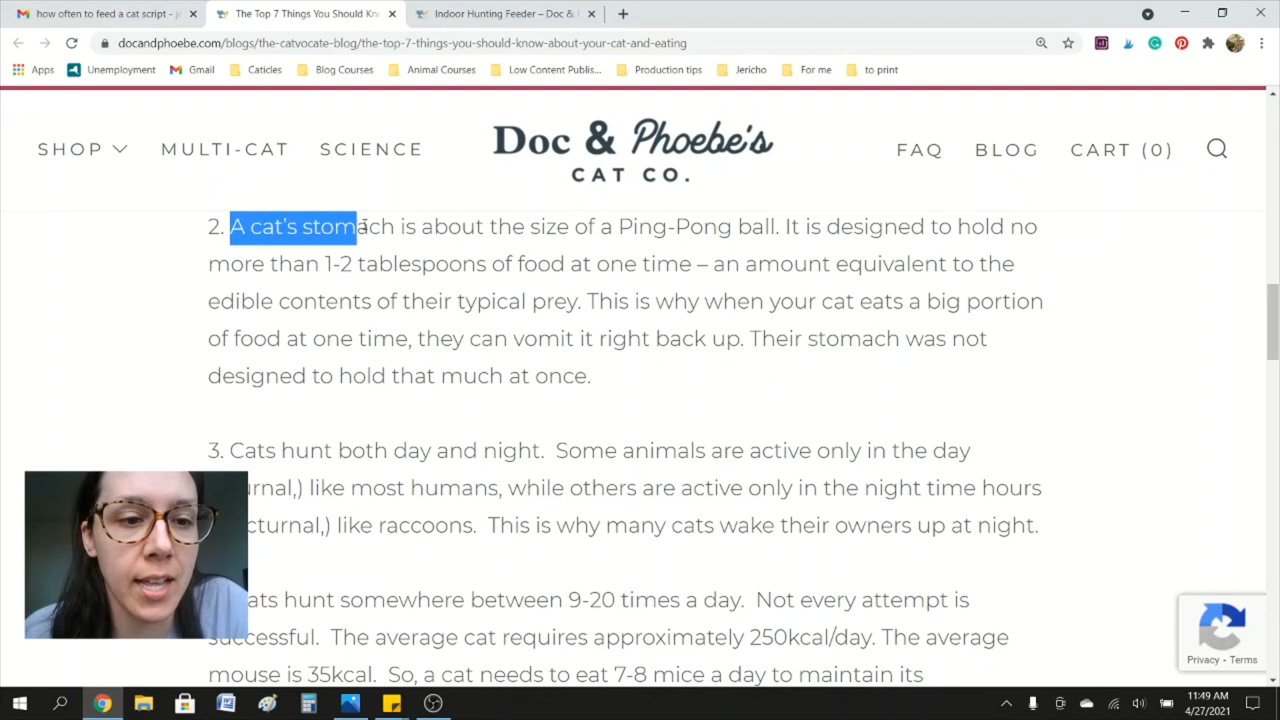 how often to feed a cat script - j
The Top 7 Things You Should Kn
Indoor Hunting Feeder – Doc &
docandphoebe.com/blogs/the-catvocate-blog/the-top-7-things-you-should-know-about-your-cat-and-eating
Apps Unemployment Gmail Caticles Blog Courses Animal Courses Low Content Publis... Production tips Jericho For me to print
SHOP MULTI-CAT SCIENCE Doc & Phoebe's FAQ BLOG CART (0)
CAT CO.
2. A cat's stomach is about the size of a Ping-Pong ball. It is designed to hold no
more than 1-2 tablespoons of food at one time – an amount equivalent to the
edible contents of their typical prey. This is why when your cat eats a big portion
of food at one time, they can vomit it right back up. Their stomach was not
designed to hold that much at once.
3. Cats hunt both day and night. Some animals are active only in the day
urnal,) like most humans, while others are active only in the night time hours
cturnal,) like raccoons. This is why many cats wake their owners up at night.
ats hunt somewhere between 9-20 times a day. Not every attempt is
successful. The average cat requires approximately 250kcal/day. The average
mouse is 35kcal. So, a cat needs to eat 7-8 mice a day to maintain its
Privacy - Terms
11:49 AM
4/27/2021